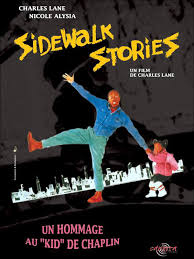 CHARLES LANE
NICOLE ALYSIA
SIDEWALK
STORIES
UN FILM
DE CHARLES LANE
UN HOMMAGE
AU "KID" DE CHAPLIN